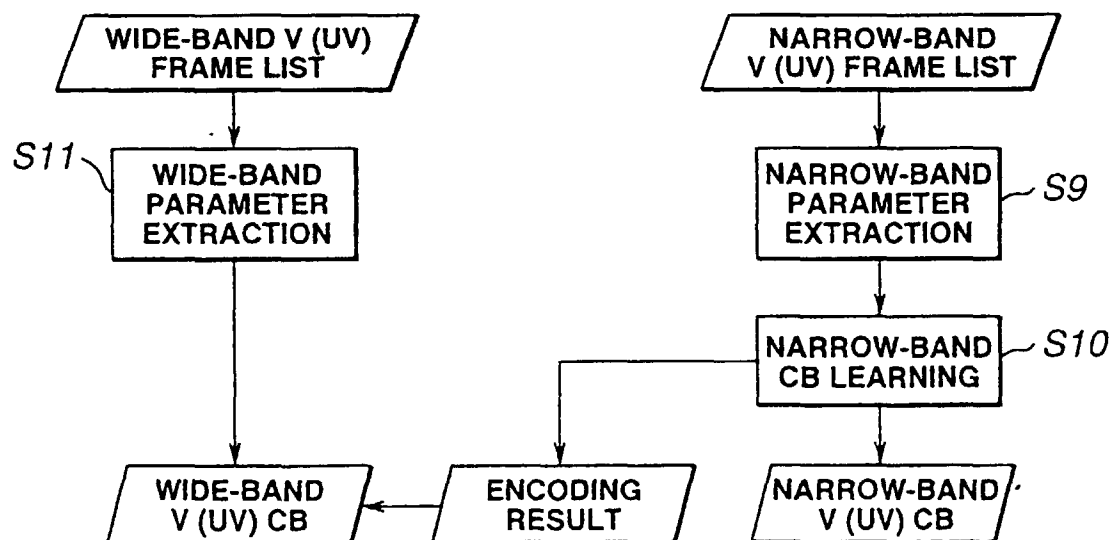 WIDE-BAND V (UV)
FRAME LIST
NARROW-BAND
V (UV) FRAME LIST
S11
WIDE-BAND
PARAMETER
EXTRACTION
NARROW-BAND
PARAMETER
EXTRACTION
S9
NARROW-BAND
CB LEARNING
S10
WIDE-BAND
V (UV) CB
ENCODING
RESULT
NARROW-BAND
V (UV) CB